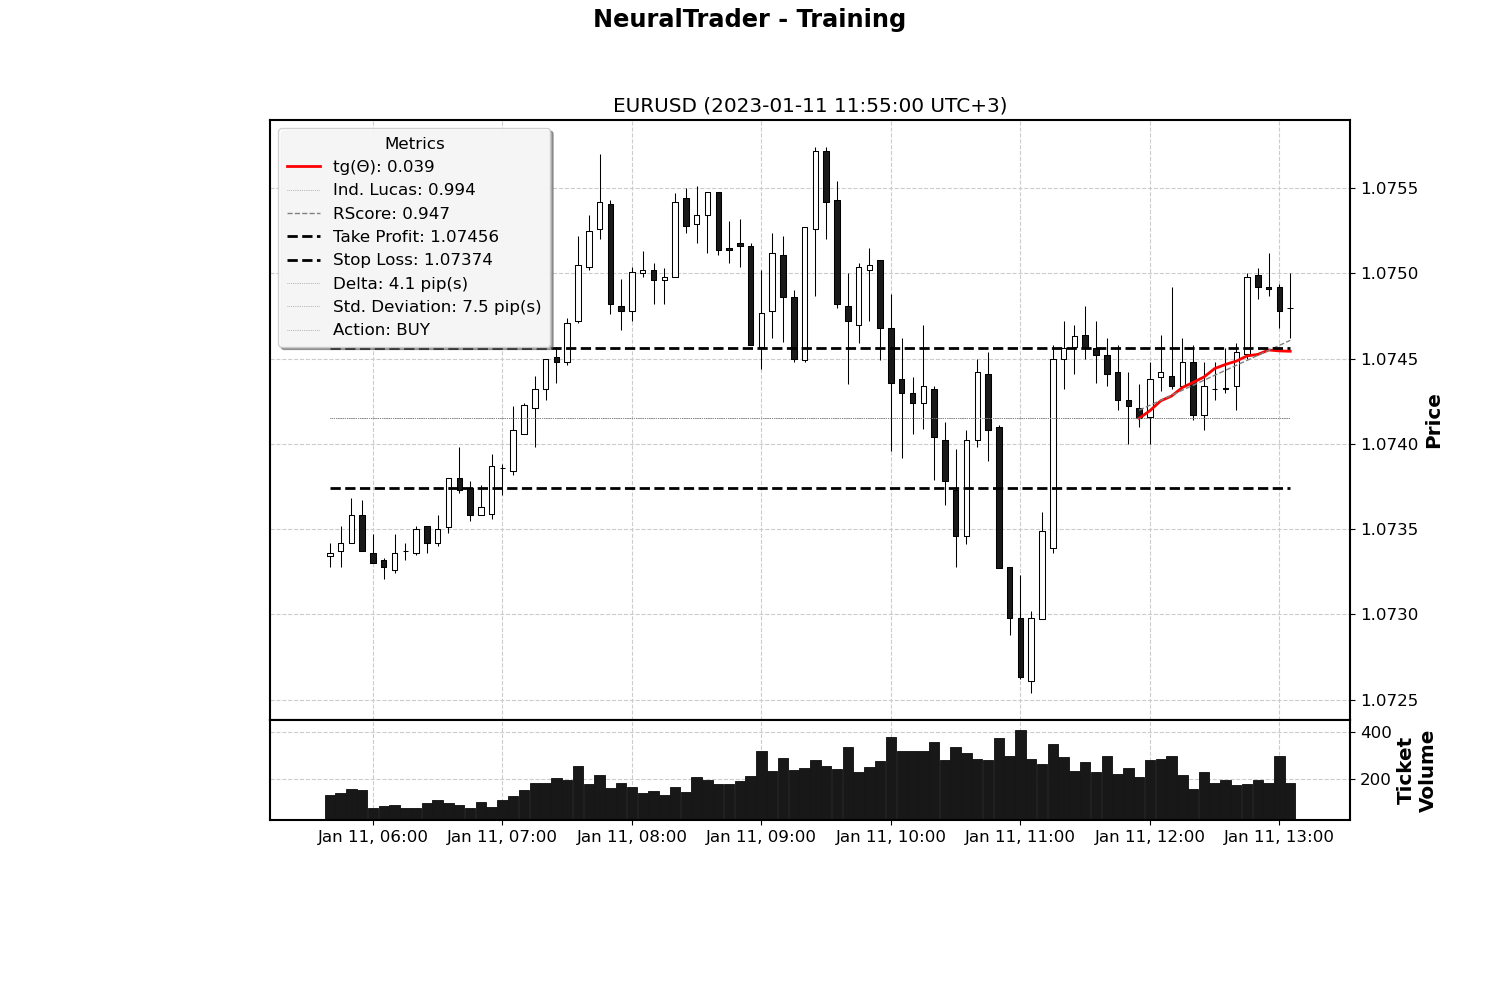 NeuralTrader - Training
EURUSD (2023-01-11 11:55:00 UTC+3)
Metrics
tg(Θ): 0.039
Ind. Lucas: 0.994
RScore: 0.947
Take Profit: 1.07456
Stop Loss: 1.07374
Delta: 4.1 pip(s)
Std. Deviation: 7.5 pip(s)
Action: BUY
1.0755
1.0750
1.0745
1.0740
1.0735
1.0730
1.0725
Price
400
200
Ticket
Volume
Jan 11, 06:00 Jan 11, 07:00 Jan 11, 08:00 Jan 11, 09:00 Jan 11, 10:00 Jan 11, 11:00 Jan 11, 12:00 Jan 11, 13:00